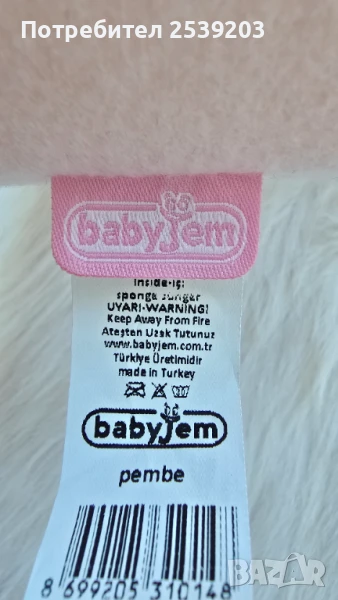 Потребител 2539203
babyjem
inside-iç:
sponge sünger
UYARI-WARNING!
Keep Away From Fire
Ateşten Uzak Tutunuz
www.babyjem.com.tr
Türkiye Üretimidir
made in Turkey
babyjem
pembe
8 699205 310148
BAZAR